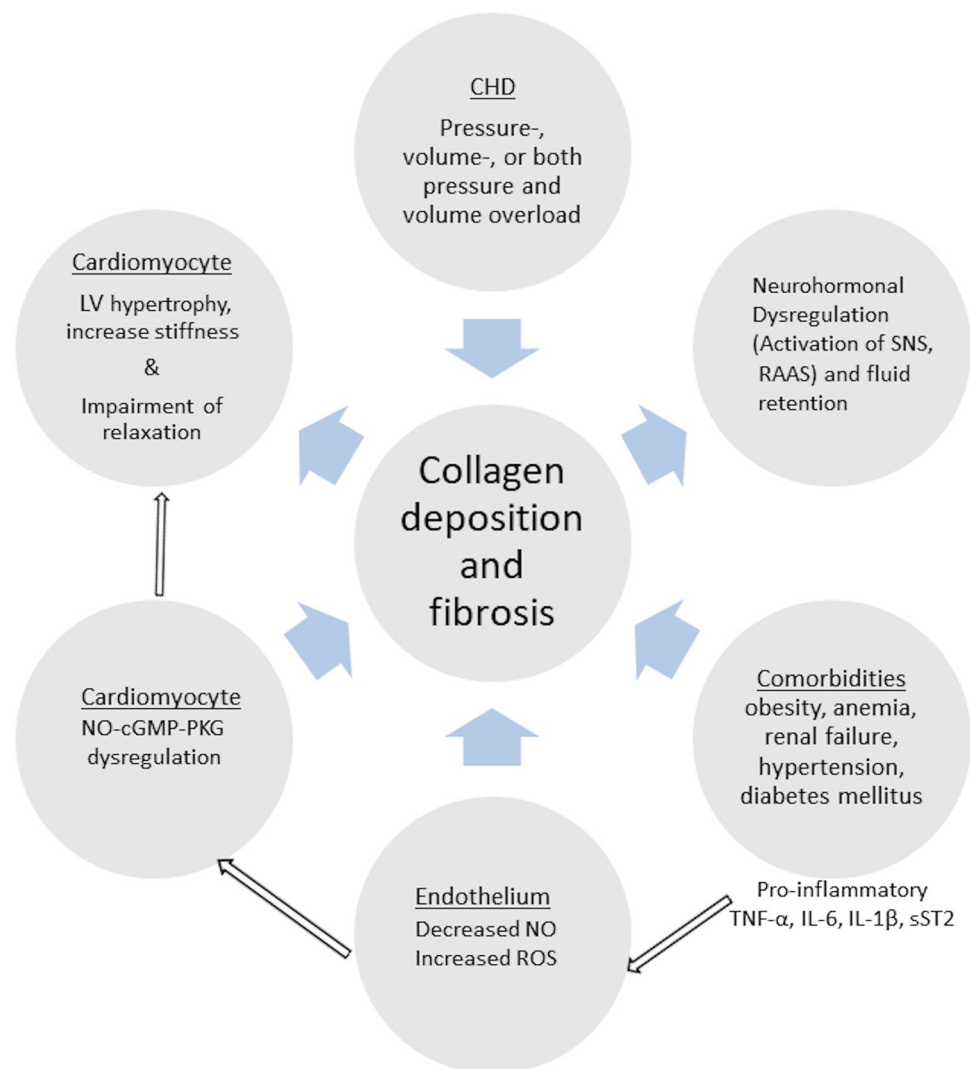 CHD
Pressure-,
volume-, or both
pressure and
volume overload
Cardiomyocyte
LV hypertrophy,
increase stiffness
&
Impairment of
relaxation
Neurohormonal
Dysregulation
(Activation of SNS,
RAAS) and fluid
retention
Collagen
deposition
and
fibrosis
Cardiomyocyte
NO-cGMP-PKG
dysregulation
Comorbidities
obesity, anemia,
renal failure,
hypertension,
diabetes mellitus
Pro-inflammatory
TNF-α, IL-6, IL-1β, sST2
Endothelium
Decreased NO
Increased ROS